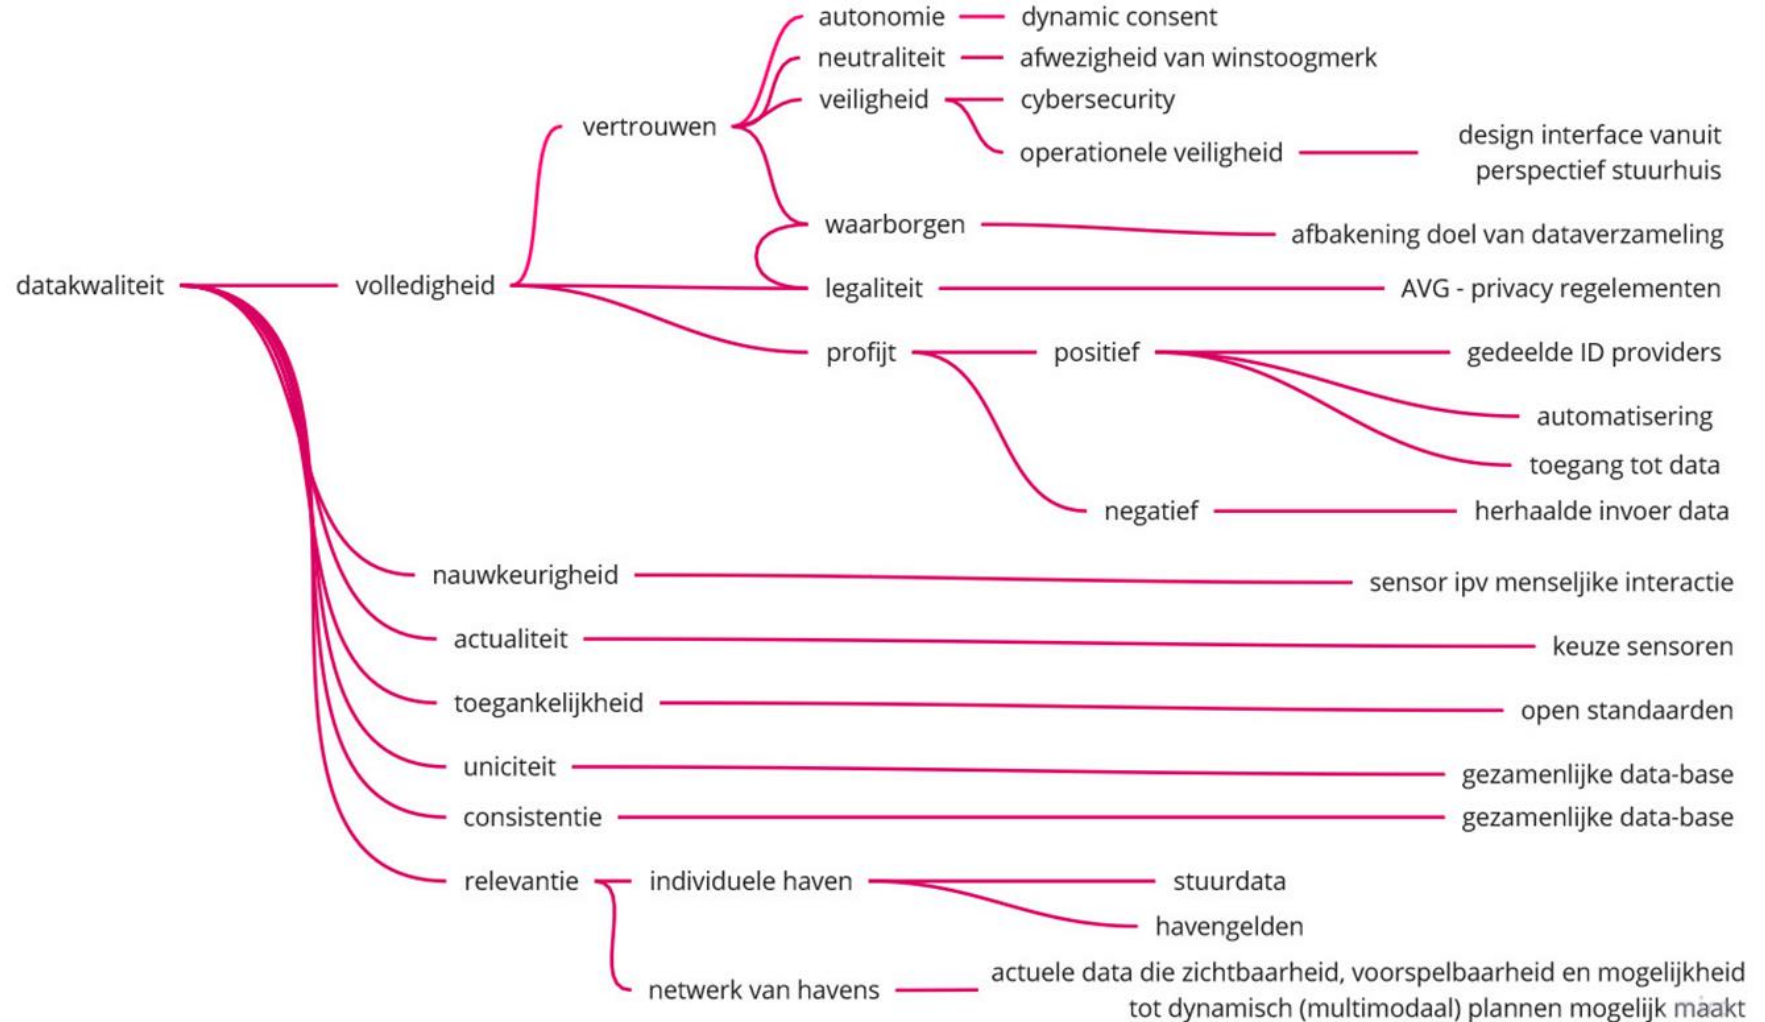 autonomie
dynamic consent
neutraliteit
afwezigheid van winstoogmerk
veiligheid
cybersecurity
vertrouwen
operationele veiligheid
design interface vanuit
perspectief stuurhuis
waarborgen
afbakening doel van dataverzameling
datakwaliteit
volledigheid
legaliteit
AVG - privacy regelementen
profijt
positief
gedeelde ID providers
automatisering
toegang tot data
negatief
herhaalde invoer data
nauwkeurigheid
sensor ipv menseljike interactie
actualiteit
keuze sensoren
toegankelijkheid
open standaarden
uniciteit
gezamenlijke data-base
consistentie
gezamenlijke data-base
relevantie
individuele haven
stuurdata
havengelden
netwerk van havens
actuele data die zichtbaarheid, voorspelbaarheid en mogelijkheid
tot dynamisch (multimodaal) plannen mogelijk maakt
miro